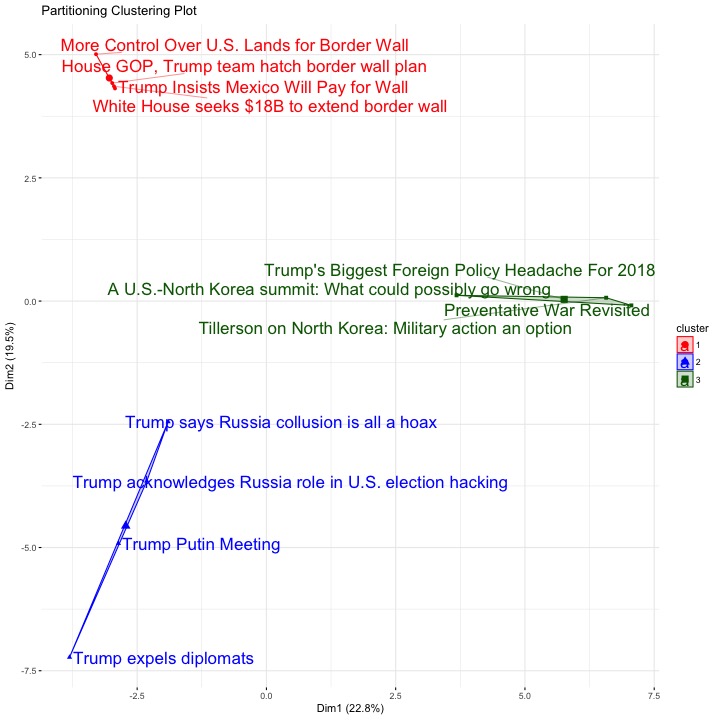 Partitioning Clustering Plot
5.0
More Control Over U.S. Lands for Border Wall
House GOP, Trump team hatch border wall plan
Trump Insists Mexico Will Pay for Wall
White House seeks $18B to extend border wall
2.5
Trump's Biggest Foreign Policy Headache For 2018
A U.S.-North Korea summit: What could possibly go wrong
0.0
Preventative War Revisited
Tillerson on North Korea: Military action an option
Dim2 (19.5%)
cluster
1
2
3
-2.5
Trump says Russia collusion is all a hoax
Trump acknowledges Russia role in U.S. election hacking
-5.0
Trump Putin Meeting
Trump expels diplomats
-7.5
-2.5 0.0 2.5 5.0 7.5
Dim1 (22.8%)